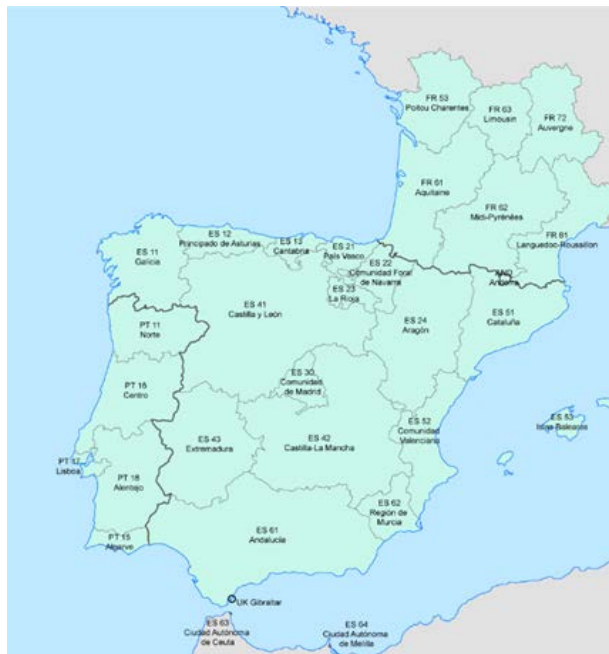 FR 53
Poitou Charentes
FR 63
Limousin
FR 72
Auvergne
FR 61
Aquitaine
FR 62
Midi-Pyrénées
FR 81
Languedoc-Roussillon
ES 12
Principado de Asturias
ES 13
Cantabria
ES 21
País Vasco
ES 22
Comunidad Foral
de Navarra
ES 11
Galicia
ES 23
La Rioja
AND
Andorra
ES 41
Castilla y León
ES 24
Aragón
ES 51
Cataluña
PT 11
Norte
ES 30
Comunidad
de Madrid
PT 16
Centro
ES 52
Comunidad
Valenciana
ES 53
Islas Baleares
ES 43
Extremadura
ES 42
Castilla-La Mancha
PT 17
Lisboa
PT 18
Alentejo
ES 62
Región de
Murcia
ES 61
Andalucía
PT 15
Algarve
UK Gibraltar
ES 63
Ciudad Autónoma
de Ceuta
ES 64
Ciudad Autónoma
de Melilla